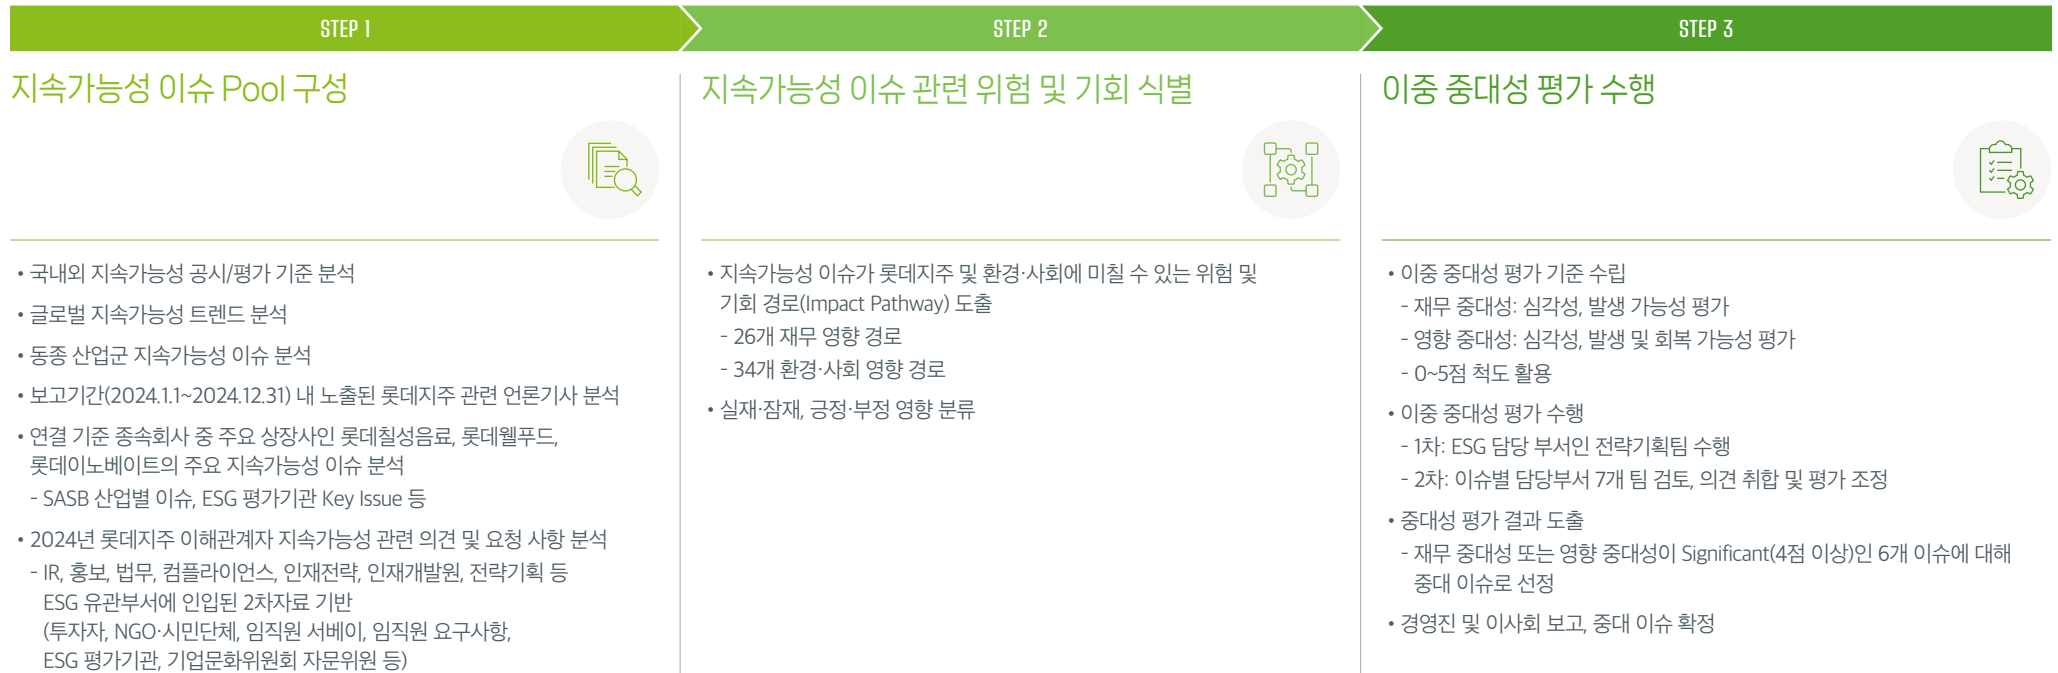 STEP 1
지속가능성 이슈 Pool 구성
• 국내외 지속가능성 공시/평가 기준 분석
• 글로벌 지속가능성 트렌드 분석
• 동종 산업군 지속가능성 이슈 분석
• 보고기간(2024.1.1~2024.12.31) 내 노출된 롯데지주 관련 언론기사 분석
• 연결 기준 종속회사 중 주요 상장사인 롯데칠성음료, 롯데웰푸드,
롯데이노베이트의 주요 지속가능성 이슈 분석
- SASB 산업별 이슈, ESG 평가기관 Key Issue 등
• 2024년 롯데지주 이해관계자 지속가능성 관련 의견 및 요청 사항 분석
- IR, 홍보, 법무, 컴플라이언스, 인재전략, 인재개발원, 전략기획 등
ESG 유관부서에 인입된 2차자료 기반
(투자자, NGO·시민단체, 임직원 서베이, 임직원 요구사항,
ESG 평가기관, 기업문화위원회 자문위원 등)
STEP 2
지속가능성 이슈 관련 위험 및 기회 식별
• 지속가능성 이슈가 롯데지주 및 환경·사회에 미칠 수 있는 위험 및
기회 경로(Impact Pathway) 도출
- 26개 재무 영향 경로
- 34개 환경·사회 영향 경로
• 실재·잠재, 긍정·부정 영향 분류
STEP 3
이중 중대성 평가 수행
• 이중 중대성 평가 기준 수립
- 재무 중대성: 심각성, 발생 가능성 평가
- 영향 중대성: 심각성, 발생 및 회복 가능성 평가
- 0~5점 척도 활용
• 이중 중대성 평가 수행
- 1차: ESG 담당 부서인 전략기획팀 수행
- 2차: 이슈별 담당부서 7개 팀 검토, 의견 취합 및 평가 조정
• 중대성 평가 결과 도출
- 재무 중대성 또는 영향 중대성이 Significant(4점 이상)인 6개 이슈에 대해
중대 이슈로 선정
• 경영진 및 이사회 보고, 중대 이슈 확정